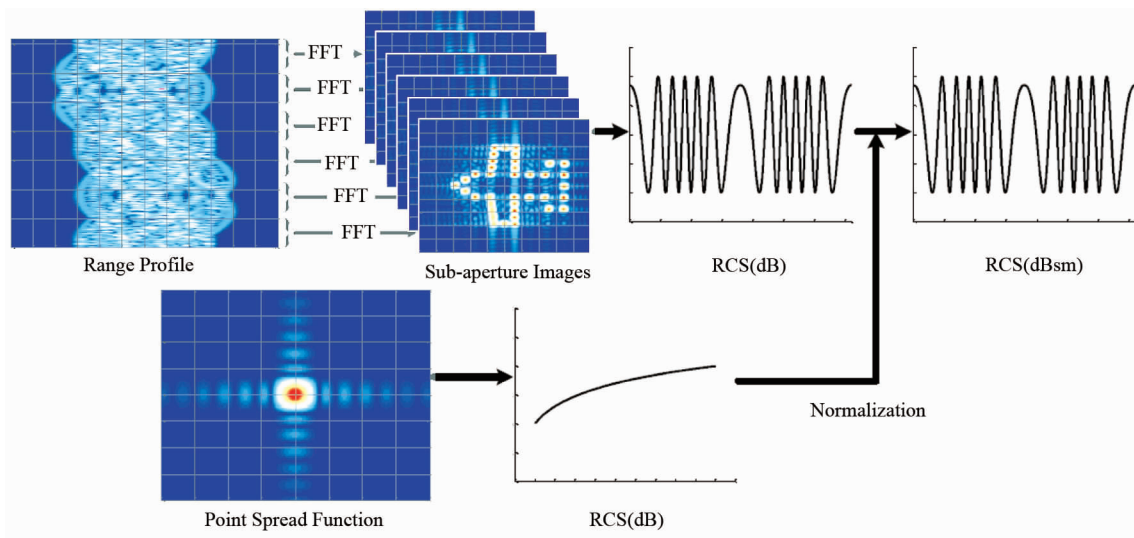 FFT
FFT
FFT
FFT
FFT
FFT
Range Profile
Sub-aperture Images
RCS(dB)
RCS(dBsm)
Normalization
Point Spread Function
RCS(dB)